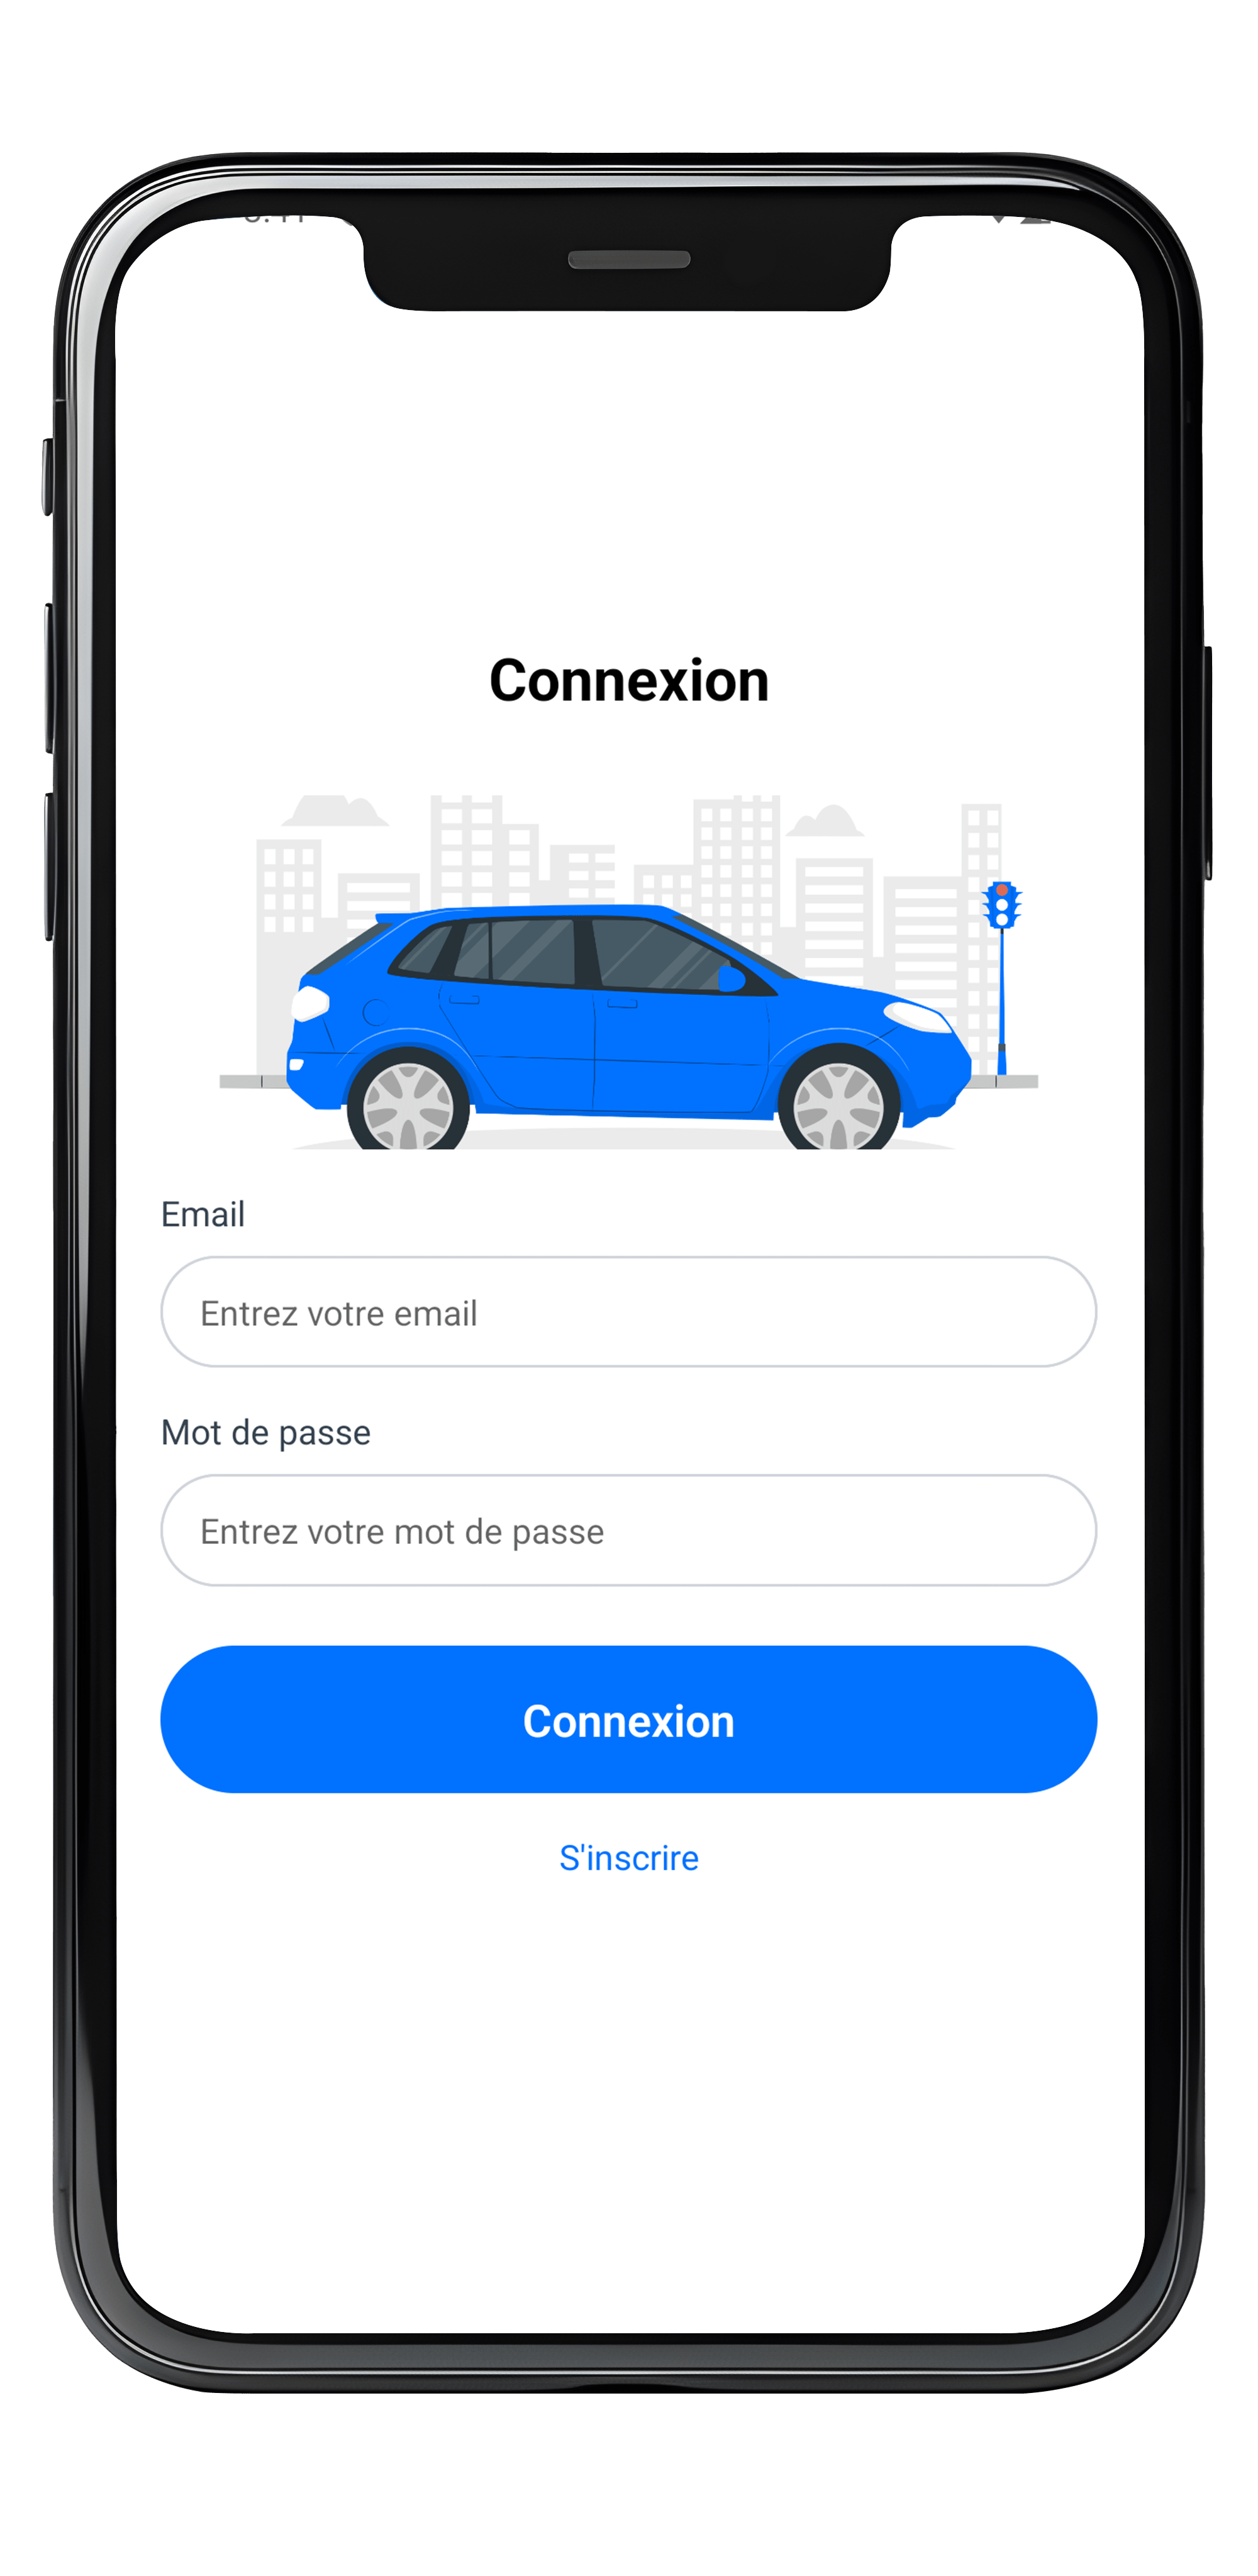 Connexion
Email
Entrez votre email
Mot de passe
Entrez votre mot de passe
Connexion
S'inscrire